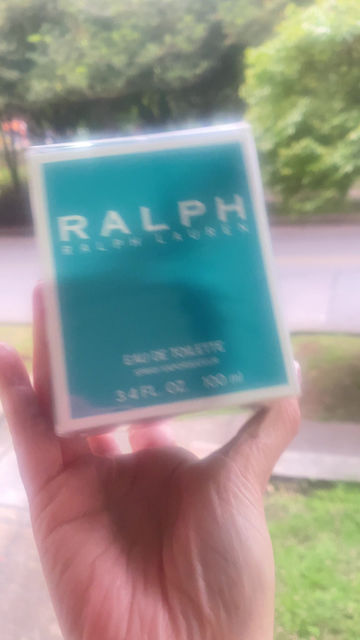 RALPH
RALPH LAUREN
EAU DE TOILETTE
3.4 FL. OZ. 100 ml